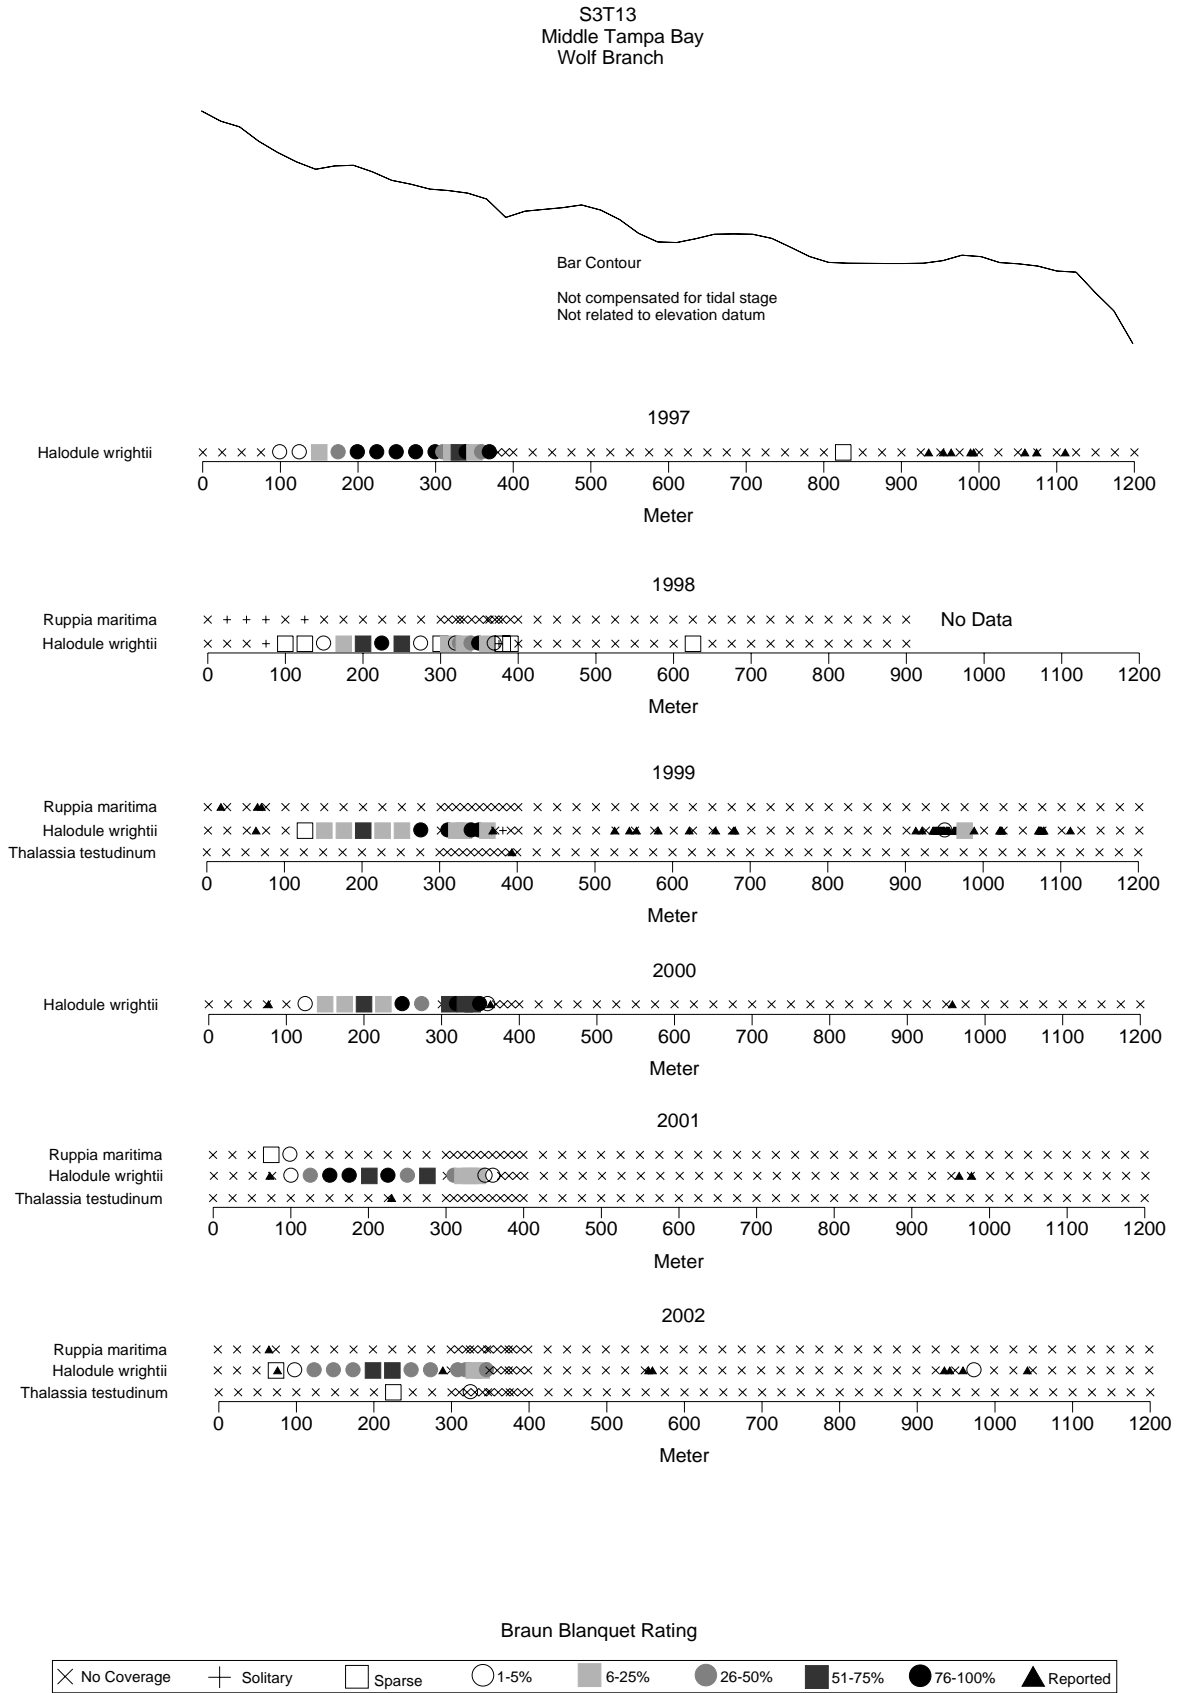 S3T13
Middle Tampa Bay
Wolf Branch
Bar Contour
Not compensated for tidal stage
Not related to elevation datum
1997
Halodule wrightii
0 100 200 300 400 500 600 700 800 900 1000 1100 1200
Meter
1998
Ruppia maritima
No Data
Halodule wrightii
0 100 200 300 400 500 600 700 800 900 1000 1100 1200
Meter
1999
Ruppia maritima
Halodule wrightii
Thalassia testudinum
0 100 200 300 400 500 600 700 800 900 1000 1100 1200
Meter
2000
Halodule wrightii
0 100 200 300 400 500 600 700 800 900 1000 1100 1200
Meter
2001
Ruppia maritima
Halodule wrightii
Thalassia testudinum
0 100 200 300 400 500 600 700 800 900 1000 1100 1200
Meter
2002
Ruppia maritima
Halodule wrightii
Thalassia testudinum
0 100 200 300 400 500 600 700 800 900 1000 1100 1200
Meter
Braun Blanquet Rating
No Coverage Solitary Sparse 1-5% 6-25% 26-50% 51-75% 76-100% Reported